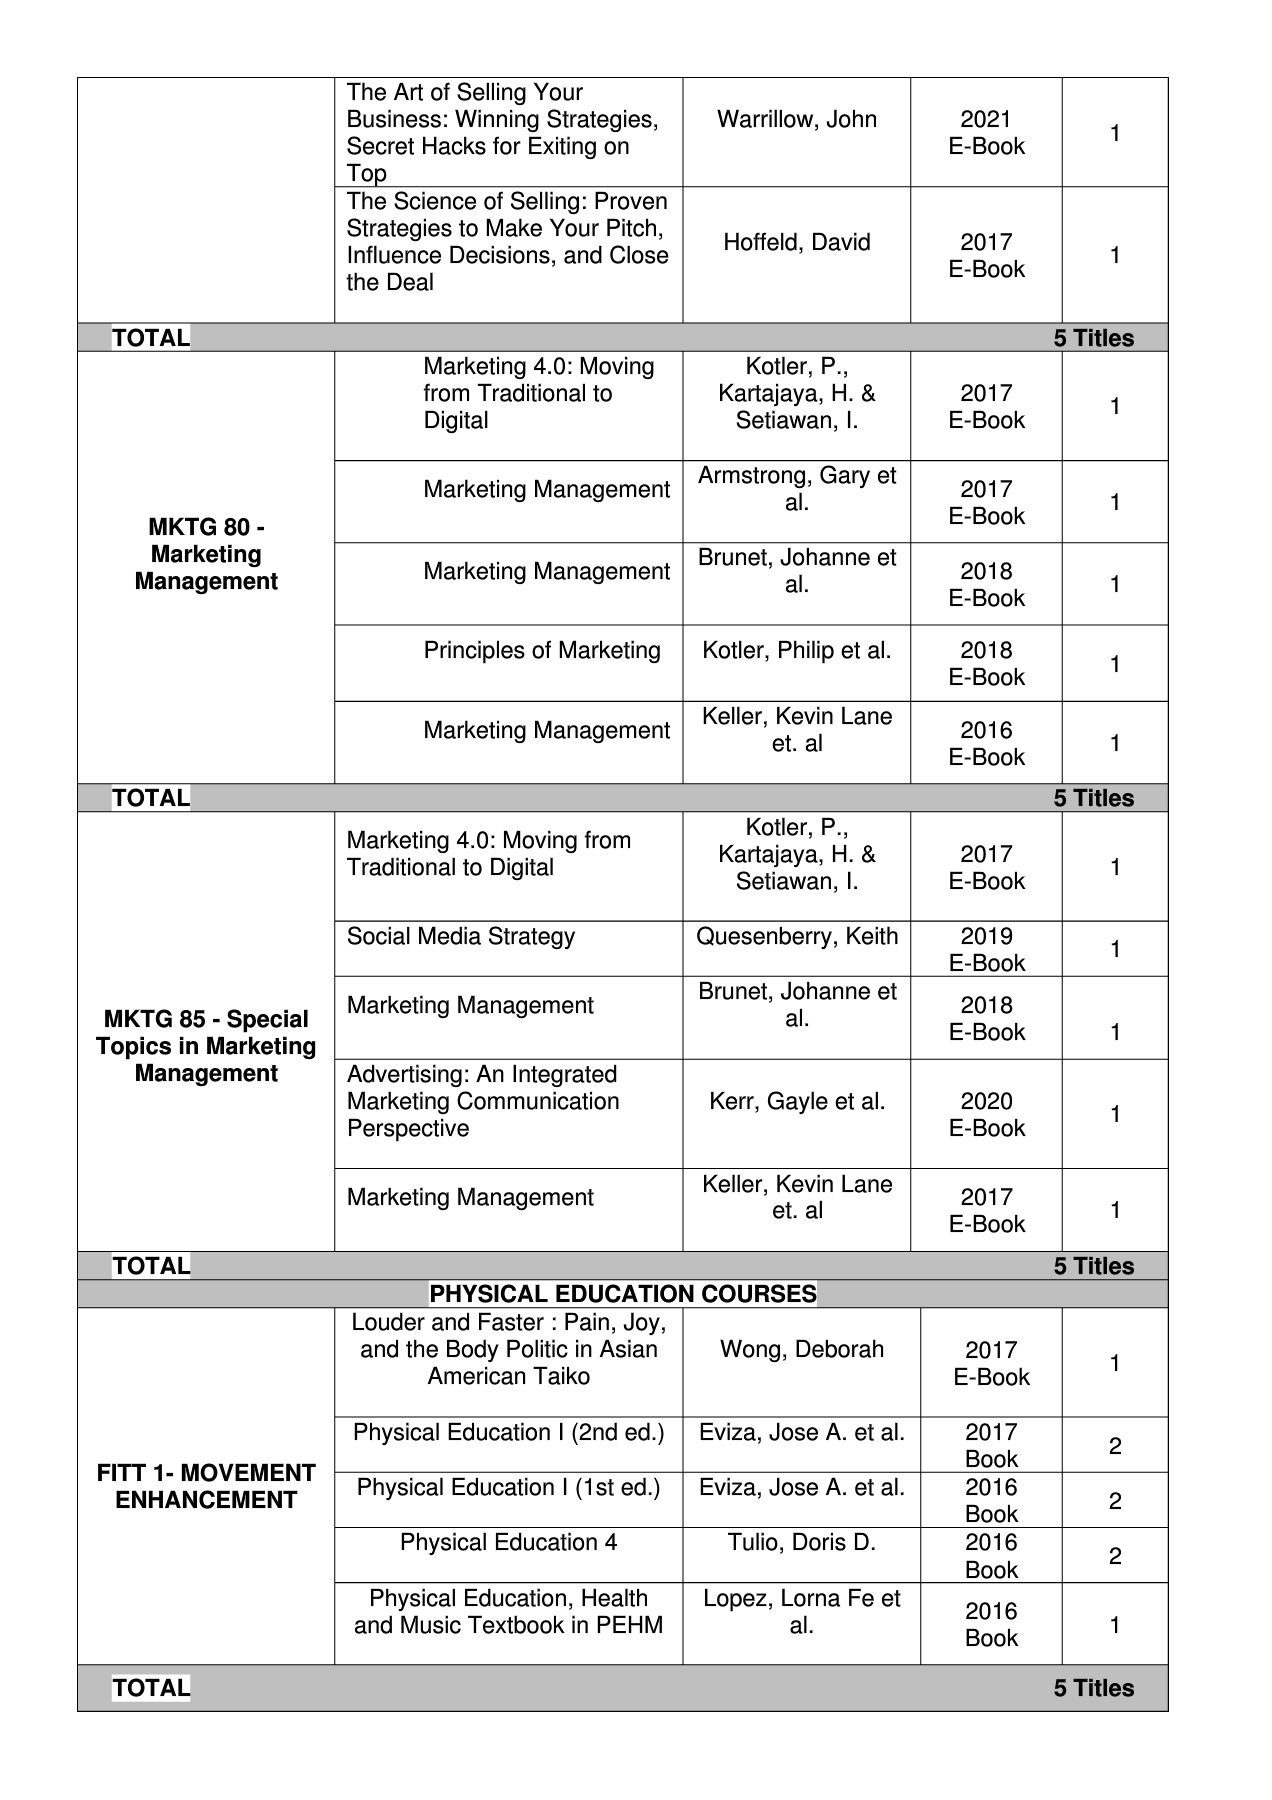 The Art of Selling Your
Business: Winning Strategies,
Secret Hacks for Exiting on
Top
Warrillow, John
2021
E-Book
1
The Science of Selling: Proven
Strategies to Make Your Pitch,
Influence Decisions, and Close
the Deal
Hoffeld, David
2017
E-Book
1
TOTAL 5 Titles
MKTG 80 -
Marketing
Management
Marketing 4.0: Moving
from Traditional to
Digital
Kotler, P.,
Kartajaya, H. &
Setiawan, I.
2017
E-Book
1
Marketing Management
Armstrong, Gary et
al.
2017
E-Book
1
Marketing Management
Brunet, Johanne et
al.
2018
E-Book
1
Principles of Marketing
Kotler, Philip et al.
2018
E-Book
1
Marketing Management
Keller, Kevin Lane
et. al
2016
E-Book
1
TOTAL 5 Titles
MKTG 85 - Special
Topics in Marketing
Management
Marketing 4.0: Moving from
Traditional to Digital
Kotler, P.,
Kartajaya, H. &
Setiawan, I.
2017
E-Book
1
Social Media Strategy
Quesenberry, Keith
2019
E-Book
1
Marketing Management
Brunet, Johanne et
al.
2018
E-Book
1
Advertising: An Integrated
Marketing Communication
Perspective
Kerr, Gayle et al.
2020
E-Book
1
Marketing Management
Keller, Kevin Lane
et. al
2017
E-Book
1
TOTAL 5 Titles
PHYSICAL EDUCATION COURSES
FITT 1- MOVEMENT
ENHANCEMENT
Louder and Faster : Pain, Joy,
and the Body Politic in Asian
American Taiko
Wong, Deborah
2017
E-Book
1
Physical Education I (2nd ed.)
Eviza, Jose A. et al.
2017
Book
2
Physical Education I (1st ed.)
Eviza, Jose A. et al.
2016
Book
2
Physical Education 4
Tulio, Doris D.
2016
Book
2
Physical Education, Health
and Music Textbook in PEHM
Lopez, Lorna Fe et
al.
2016
Book
1
TOTAL 5 Titles